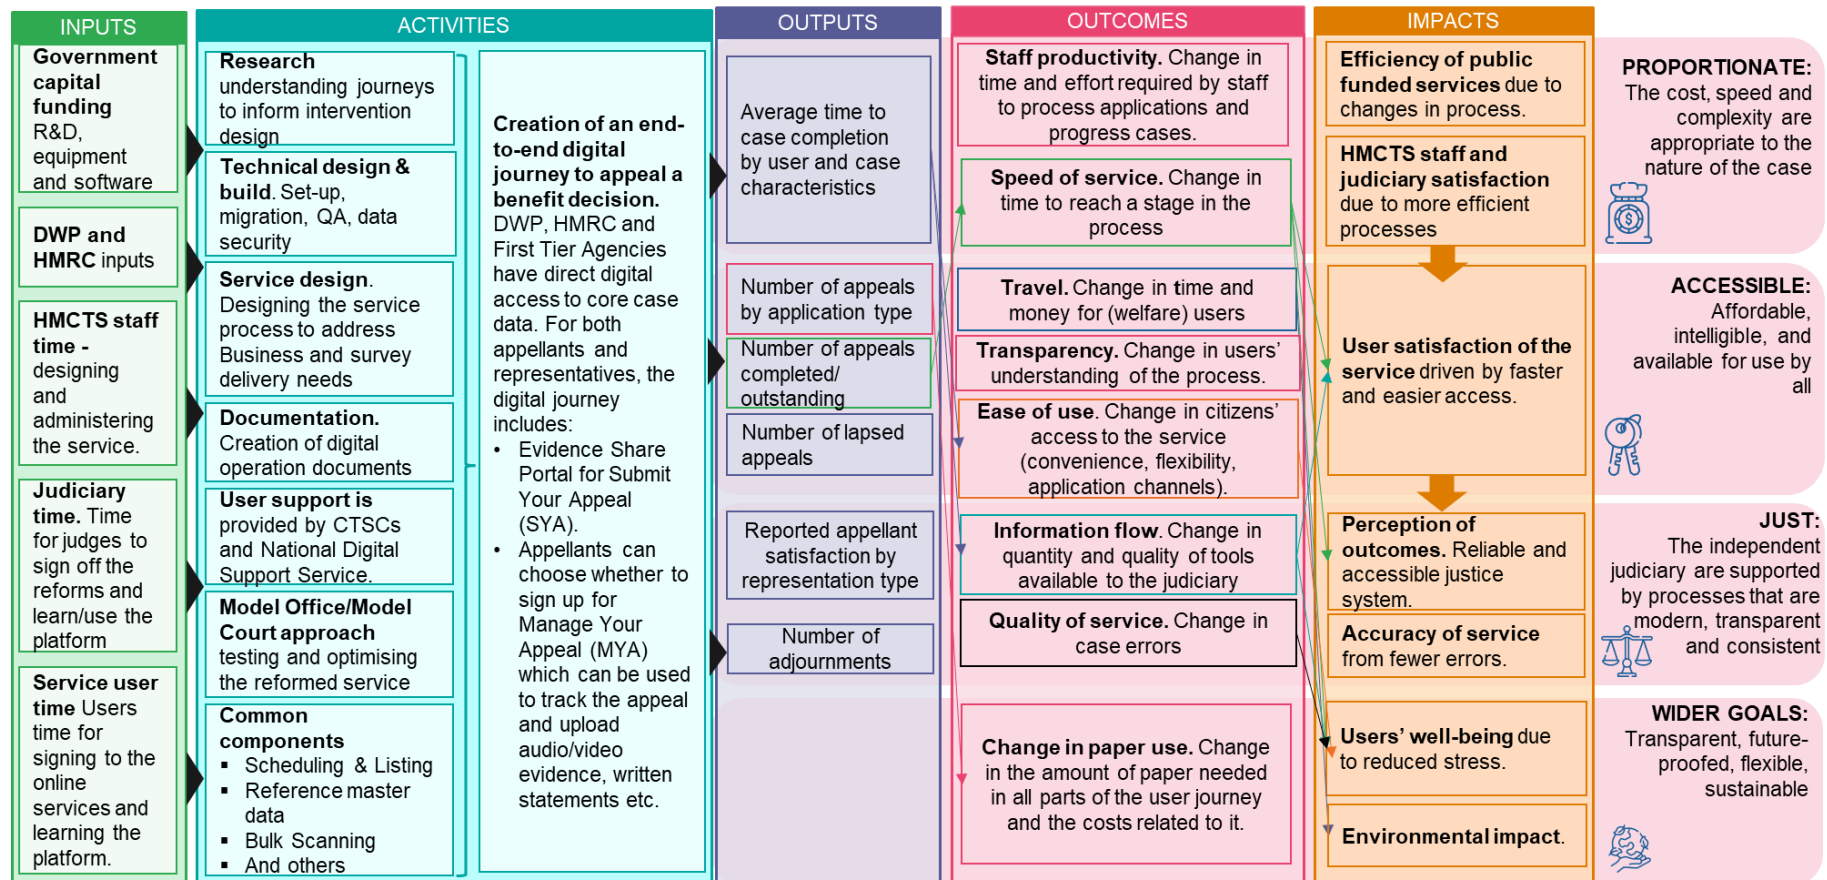 INPUTS
Government
capital
funding
R&D,
equipment
and software
DWP and
HMRC inputs
HMCTS staff
time -
designing
and
administering
the service.
Judiciary
time. Time
for judges to
sign off the
reforms and
learn/use the
platform
Service user
time Users
time for
signing to the
online
services and
learning the
platform.
ACTIVITIES
Research
understanding journeys
to inform intervention
design
Technical design &
build. Set-up,
migration, QA, data
security
Service design.
Designing the service
process to address
Business and survey
delivery needs
Documentation.
Creation of digital
operation documents
User support is
provided by CTSCs
and National Digital
Support Service.
Model Office/Model
Court approach
testing and optimising
the reformed service
Common
components
▪ Scheduling & Listing
▪ Reference master
data
▪ Bulk Scanning
▪ And others
Creation of an end-
to-end digital
journey to appeal a
benefit decision.
DWP, HMRC and
First Tier Agencies
have direct digital
access to core case
data. For both
appellants and
representatives, the
digital journey
includes:
• Evidence Share
Portal for Submit
Your Appeal
(SYA).
• Appellants can
choose whether to
sign up for
Manage Your
Appeal (MYA)
which can be used
to track the appeal
and upload
audio/video
evidence, written
statements etc.
OUTPUTS
Average time to
case completion
by user and case
characteristics
Number of appeals
by application type
Number of appeals
completed/
outstanding
Number of lapsed
appeals
Reported appellant
satisfaction by
representation type
Number of
adjournments
OUTCOMES
Staff productivity. Change in
time and effort required by staff
to process applications and
progress cases.
Speed of service. Change in
time to reach a stage in the
process
Travel. Change in time and
money for (welfare) users
Transparency. Change in users’
understanding of the process.
Ease of use. Change in citizens’
access to the service
(convenience, flexibility,
application channels).
Information flow. Change in
quantity and quality of tools
available to the judiciary
Quality of service. Change in
case errors
Change in paper use. Change
in the amount of paper needed
in all parts of the user journey
and the costs related to it.
IMPACTS
Efficiency of public
funded services due to
changes in process.
HMCTS staff and
judiciary satisfaction
due to more efficient
processes
User satisfaction of the
service driven by faster
and easier access.
Perception of
outcomes. Reliable and
accessible justice
system.
Accuracy of service
from fewer errors.
Users’ well-being due
to reduced stress.
Environmental impact.
PROPORTIONATE:
The cost, speed and
complexity are
appropriate to the
nature of the case
ACCESSIBLE:
Affordable,
intelligible, and
available for use by
all
JUST:
The independent
judiciary are supported
by processes that are
modern, transparent
and consistent
WIDER GOALS:
Transparent, future-
proofed, flexible,
sustainable